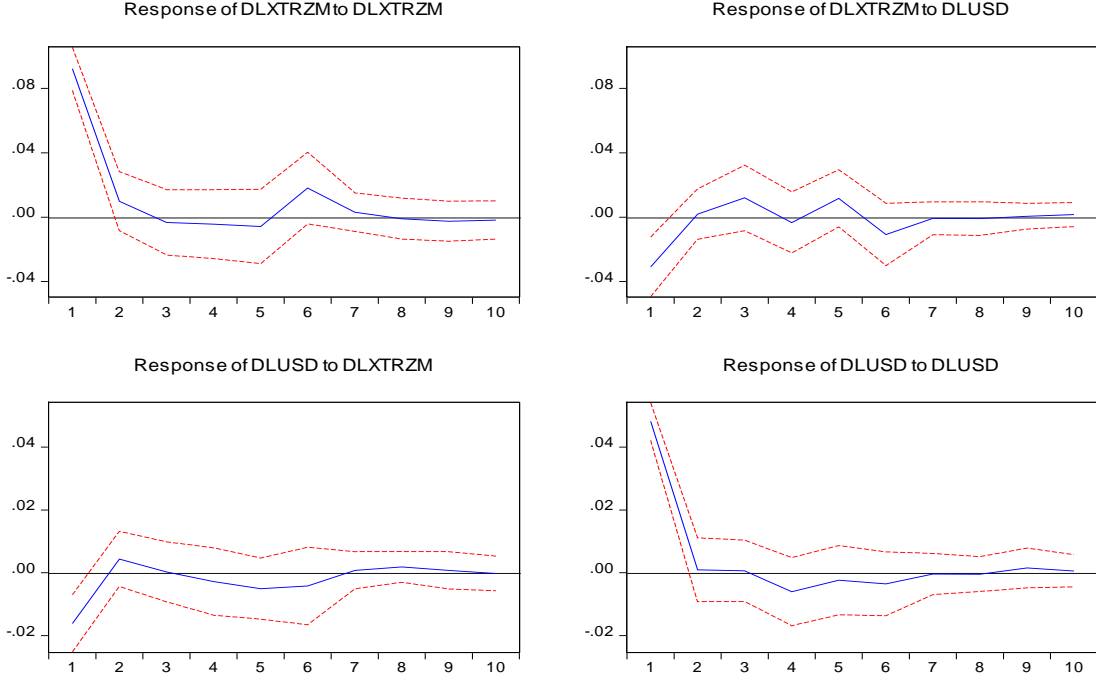 Response of DLXTRZM to DLXTRZM
.08
.04
.00
-.04
1 2 3 4 5 6 7 8 9 10
Response of DLXTRZM to DLUSD
.08
.04
.00
-.04
1 2 3 4 5 6 7 8 9 10
Response of DLUSD to DLXTRZM
.04
.02
.00
-.02
1 2 3 4 5 6 7 8 9 10
Response of DLUSD to DLUSD
.04
.02
.00
-.02
1 2 3 4 5 6 7 8 9 10